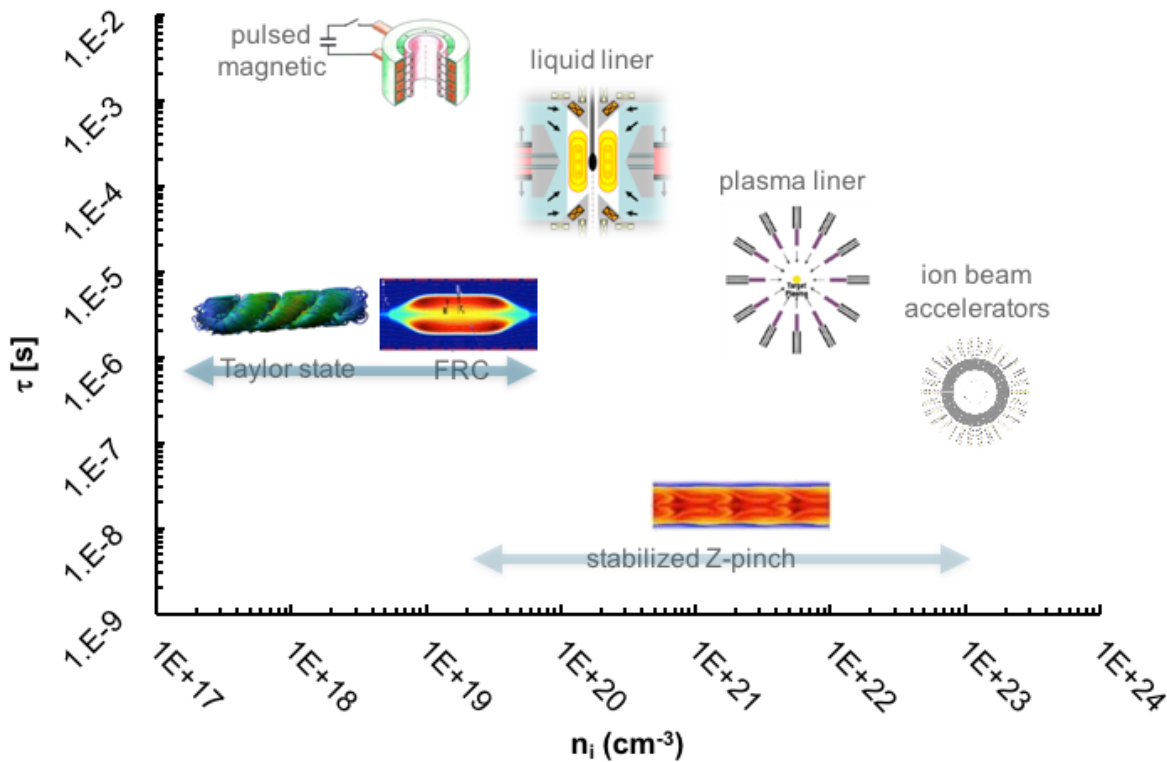 1.E-2
pulsed
magnetic
liquid liner
1.E-3
1.E-4
plasma liner
Target
Plasma
1.E-5
ion beam
accelerators
τ [s]
1.E-6
Taylor state
FRC
1.E-7
1.E-8
stabilized Z-pinch
1.E-9
1E+17
1E+18
1E+19
1E+20
1E+21
1E+22
1E+23
1E+24
nᵢ (cm⁻³)